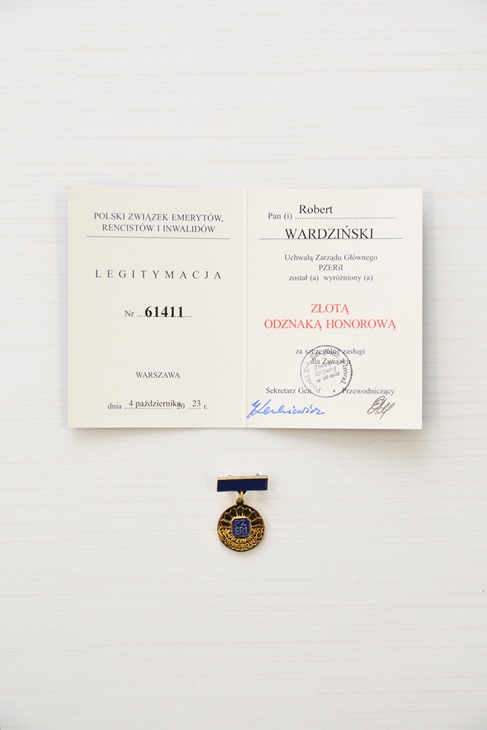 POLSKI ZWIĄZEK EMERYTÓW,
RENCISTÓW I INWALIDÓW
LEGITYMACJA
Nr ...61411....
WARSZAWA
dnia 4 października 20 23 r.
Pan (i) Robert
WARDZIŃSKI
Uchwałą Zarządu Głównego
PZERiI
został (a) wyróżniony (a)
ZŁOTĄ
ODZNAKĄ HONOROWĄ
za szczególne zasługi
dla Związku
Sekretarz Przewodniczący